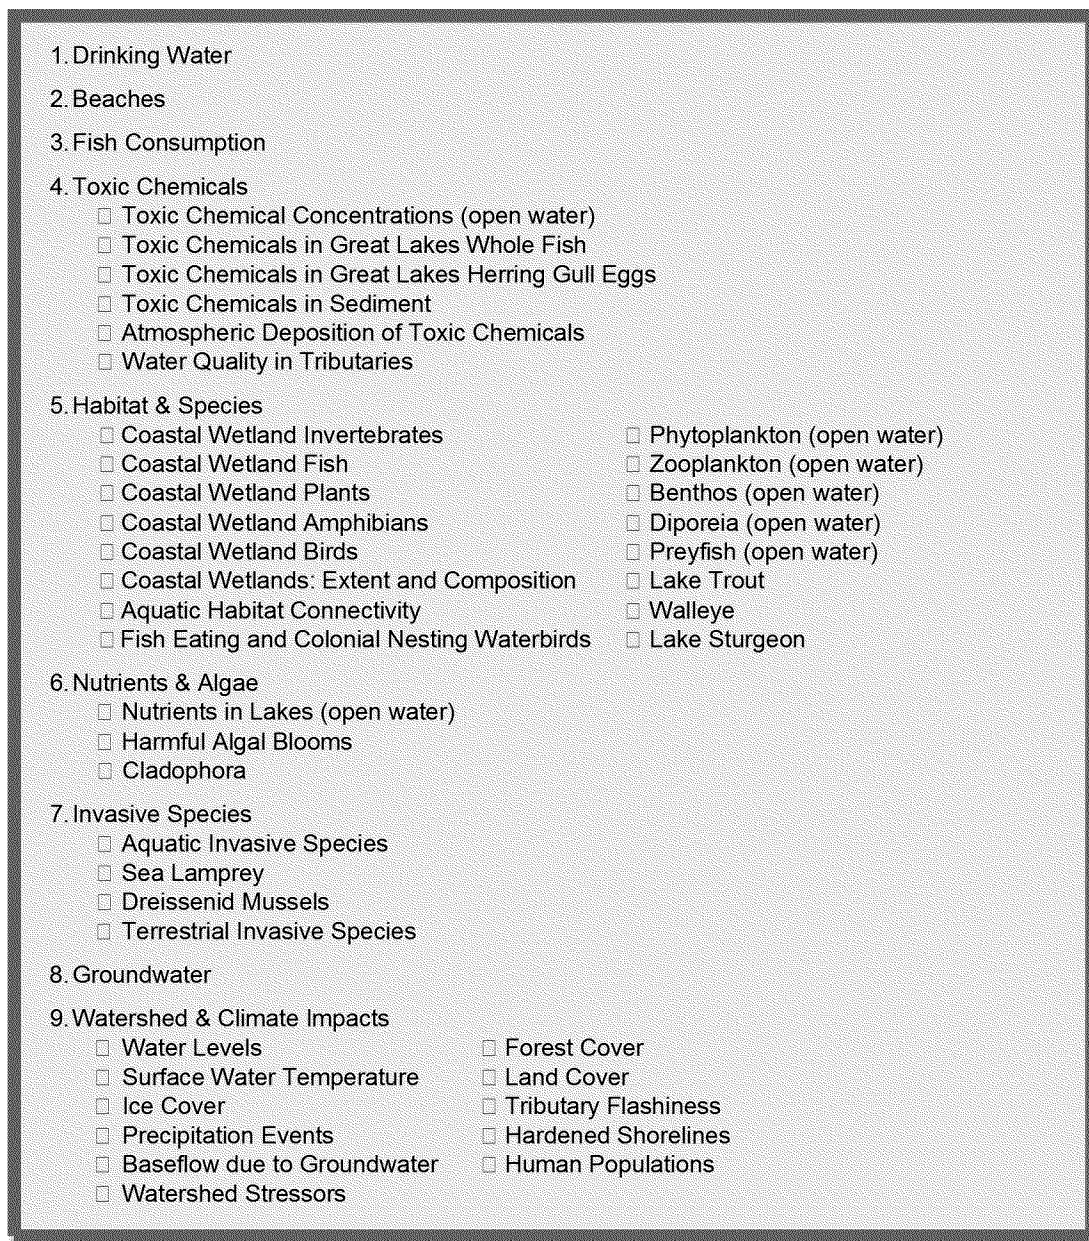 1. Drinking Water
2. Beaches
3. Fish Consumption
4. Toxic Chemicals
□ Toxic Chemical Concentrations (open water)
□ Toxic Chemicals in Great Lakes Whole Fish
□ Toxic Chemicals in Great Lakes Herring Gull Eggs
□ Toxic Chemicals in Sediment
□ Atmospheric Deposition of Toxic Chemicals
□ Water Quality in Tributaries
5. Habitat & Species
□ Coastal Wetland Invertebrates
□ Coastal Wetland Fish
□ Coastal Wetland Plants
□ Coastal Wetland Amphibians
□ Coastal Wetland Birds
□ Coastal Wetlands: Extent and Composition
□ Aquatic Habitat Connectivity
□ Fish Eating and Colonial Nesting Waterbirds
□ Phytoplankton (open water)
□ Zooplankton (open water)
□ Benthos (open water)
□ Diporeia (open water)
□ Preyfish (open water)
□ Lake Trout
□ Walleye
□ Lake Sturgeon
6. Nutrients & Algae
□ Nutrients in Lakes (open water)
□ Harmful Algal Blooms
□ Cladophora
7. Invasive Species
□ Aquatic Invasive Species
□ Sea Lamprey
□ Dreissenid Mussels
□ Terrestrial Invasive Species
8. Groundwater
9. Watershed & Climate Impacts
□ Water Levels
□ Surface Water Temperature
□ Ice Cover
□ Precipitation Events
□ Baseflow due to Groundwater
□ Watershed Stressors
□ Forest Cover
□ Land Cover
□ Tributary Flashiness
□ Hardened Shorelines
□ Human Populations